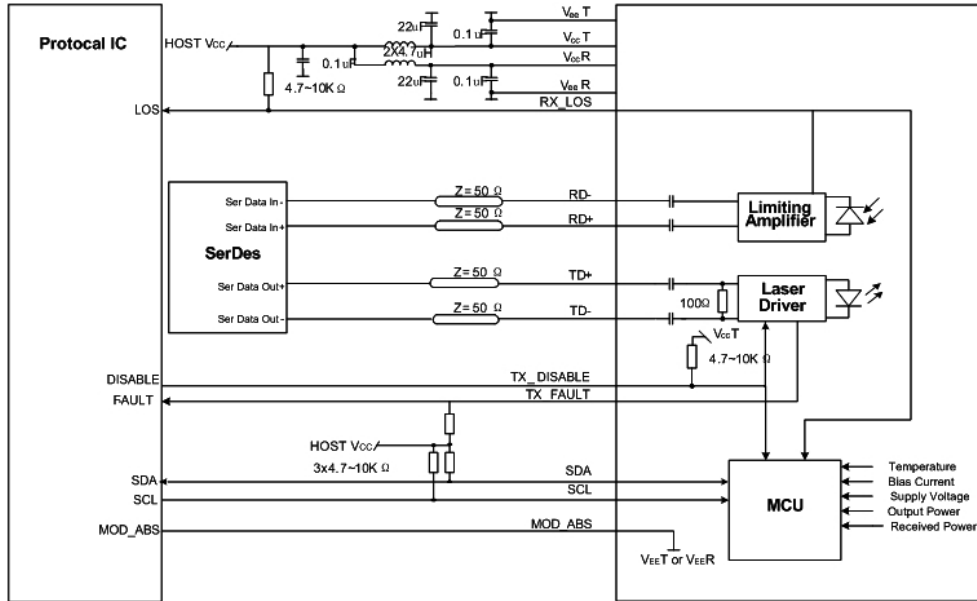 Protocal IC
HOST Vcc
22uF
0.1uF
VeeT
VccT
2X4.7uH
0.1uF
VccR
4.7~10KΩ
22uF
0.1uF
VeeR
LOS
RX_LOS
Ser Data In-
Z=50 Ω
RD-
Limiting
Amplifier
Ser Data In+
Z=50 Ω
RD+
SerDes
Ser Data Out+
Z=50 Ω
TD+
Laser
Driver
100Ω
Ser Data Out-
Z=50 Ω
TD-
VccT
4.7~10KΩ
DISABLE
TX_DISABLE
FAULT
TX_FAULT
HOST Vcc
3x4.7~10KΩ
SDA
SDA
SCL
SCL
MCU
Temperature
Bias Current
Supply Voltage
Output Power
Received Power
MOD_ABS
MOD_ABS
VEET or VEER